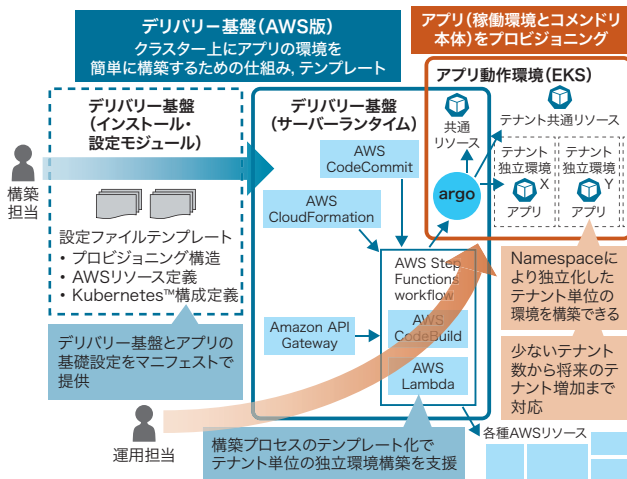 デリバリー基盤(AWS版)
クラスター上にアプリの環境を
簡単に構築するための仕組み,テンプレート
アプリ(稼働環境とコメンドリ
本体)をプロビジョニング
デリバリー基盤
(インストール・
設定モジュール)
構築
担当
設定ファイルテンプレート
• プロビジョニング構造
• AWSリソース定義
• Kubernetes™構成定義
デリバリー基盤とアプリの
基礎設定をマニフェストで
提供
運用担当
デリバリー基盤
(サーバーランタイム)
AWS
CodeCommit
AWS
CloudFormation
Amazon API
Gateway
AWS Step
Functions
workflow
AWS
CodeBuild
AWS
Lambda
構築プロセスのテンプレート化で
テナント単位の独立環境構築を支援
アプリ動作環境(EKS)
共通
リソース
テナント共通リソース
argo
テナント
独立環境
X
アプリ
テナント
独立環境
Y
アプリ
Namespaceに
より独立化した
テナント単位の
環境を構築できる
少ないテナント
数から将来の
テナント増加まで
対応
各種AWSリソース